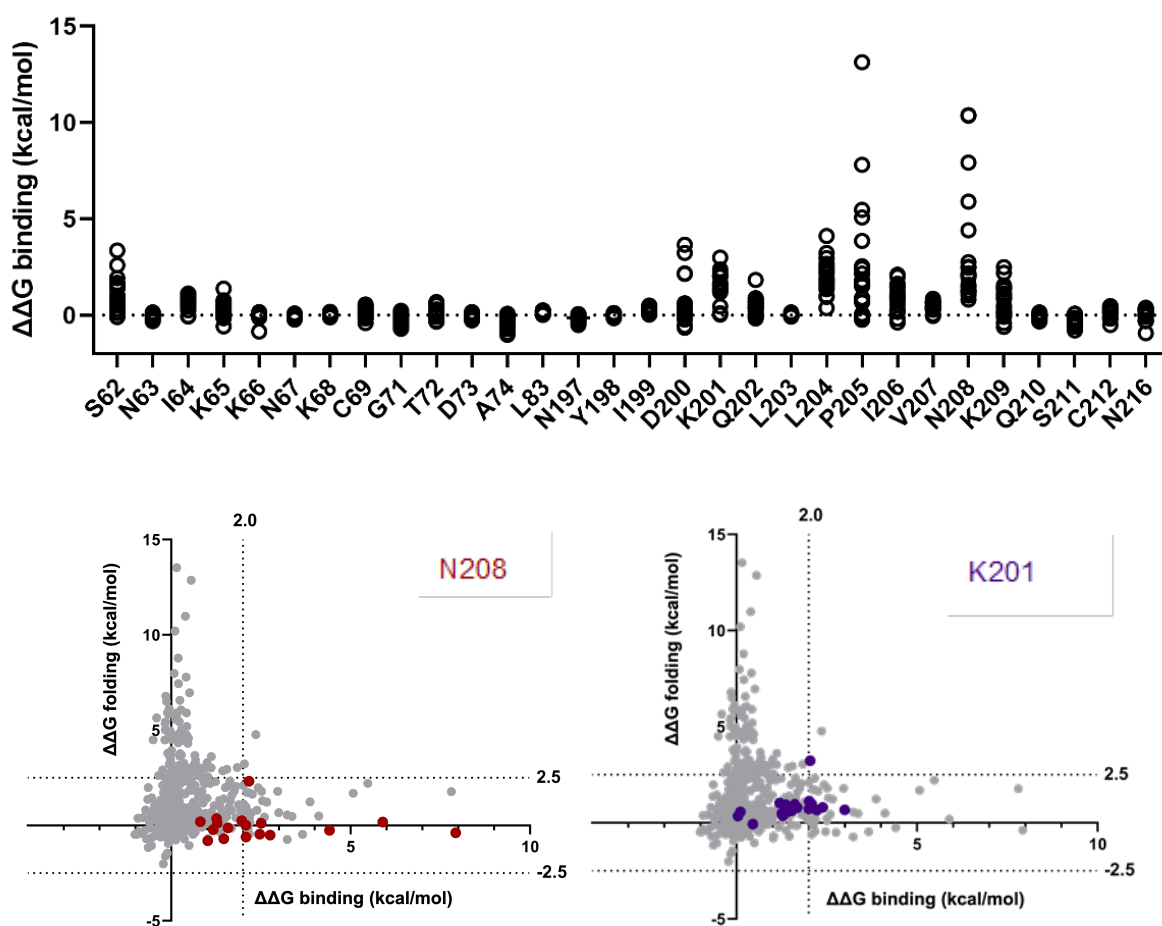 15
10
5
0
ΔΔG binding (kcal/mol)
S62
N63
I64
K65
K66
N67
K68
C69
G71
T72
D73
A74
L83
N197
Y198
I199
D200
K201
Q202
L203
L204
P205
I206
V207
N208
K209
Q210
S211
C212
N216
2.0
N208
15
10
5
-5
ΔΔG folding (kcal/mol)
2.5
5
10
-2.5
ΔΔG binding (kcal/mol)
2.0
K201
15
10
5
-5
ΔΔG folding (kcal/mol)
2.5
5
10
-2.5
ΔΔG binding (kcal/mol)